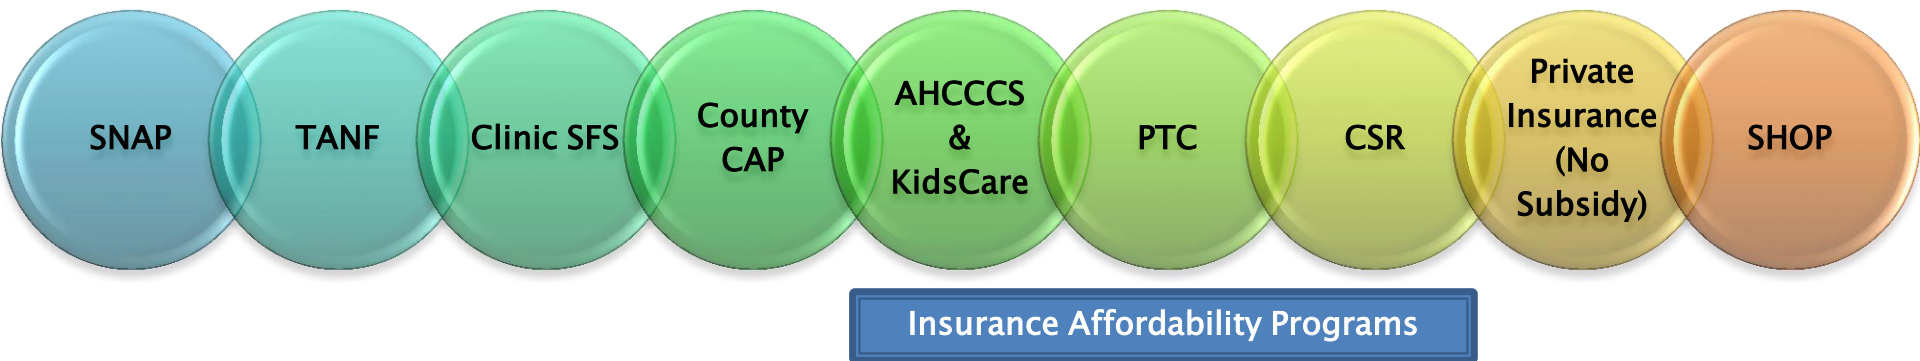 SNAP
TANF
Clinic SFS
County
CAP
AHCCCS
&
KidsCare
PTC
CSR
Private
Insurance
(No
Subsidy)
SHOP
Insurance Affordability Programs